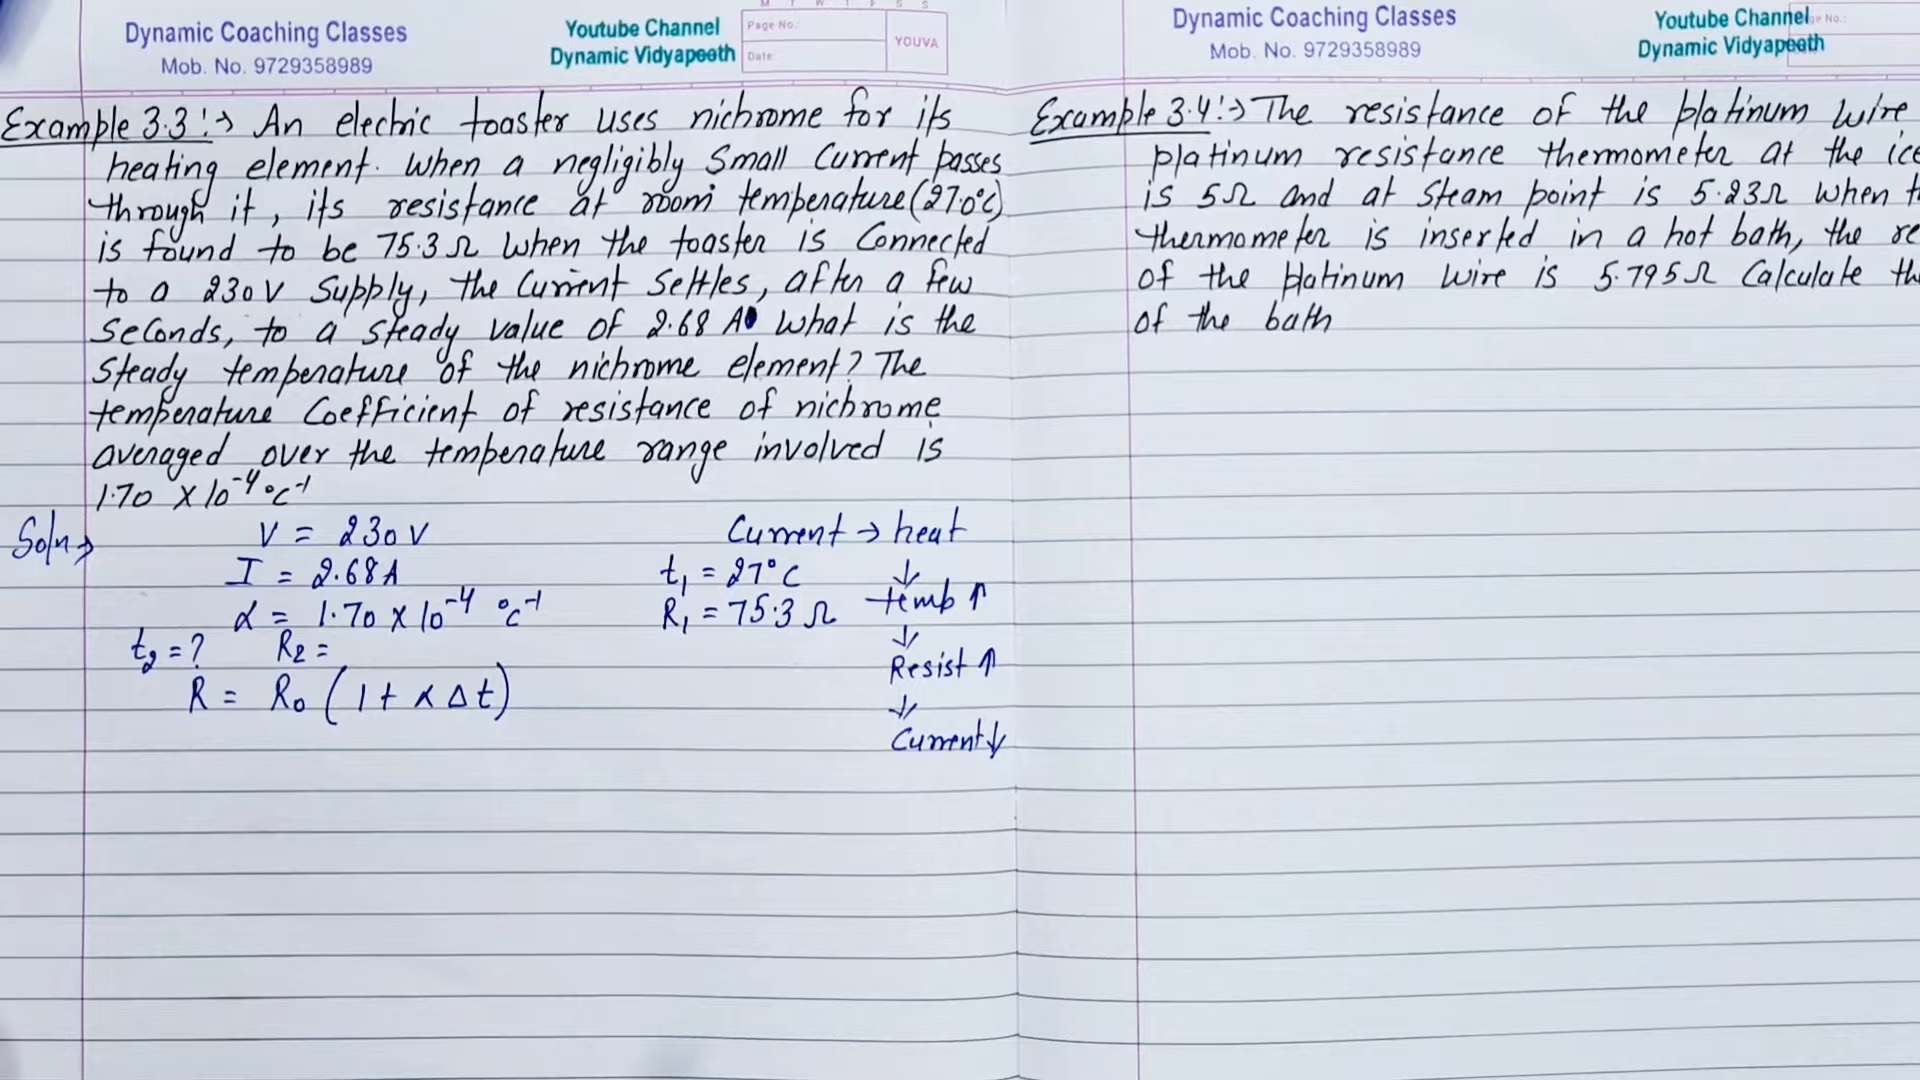 Dynamic Coaching Classes
Mob. No. 9729358989
Youtube Channel
Dynamic Vidyapeeth
M T W T F S S
Page No.:
Date:
YOUVA
Example 3.3:→ An electric toaster uses nichrome for its
heating element. When a negligibly small current passes
through it, its resistance at room temperature (27.0°C)
is found to be 75.3 Ω when the toaster is Connected
to a 230 V Supply, the Current Settles, after a few
Seconds, to a steady value of 2.68 A What is the
Steady temperature of the nichrome element? The
temperature Coefficient of resistance of nichrome
averaged over the temperature range involved is
1.70 × 10⁻⁴ °C⁻¹
Soln→
V = 230 V
I = 2.68 A
α = 1.70 × 10⁻⁴ °C⁻¹
t₂ = ? R₂ =
R = R₀ (1 + α Δt)
t₁ = 27°C
R₁ = 75.3 Ω
Current → heat
↓
temp ↑
↓
Resist ↑
↓
Current ↓
Dynamic Coaching Classes
Mob. No. 9729358989
Youtube Channel
Dynamic Vidyapeeth
No.:
Example 3.4:→ The resistance of the platinum wire
platinum resistance thermometer at the ice
is 5Ω and at Steam point is 5.23Ω When
thermometer is inserted in a hot bath, the
of the platinum wire is 5.795Ω Calculate
of the bath